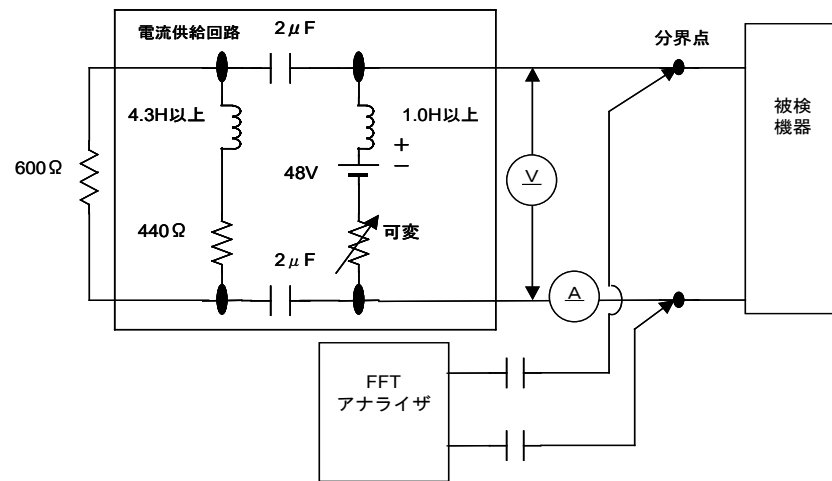 電流供給回路
2μF
分界点
4.3H以上
1.0H以上
被検
機器
+
−
600Ω
48V
V
440Ω
可変
2μF
A
FFT
アナライザ